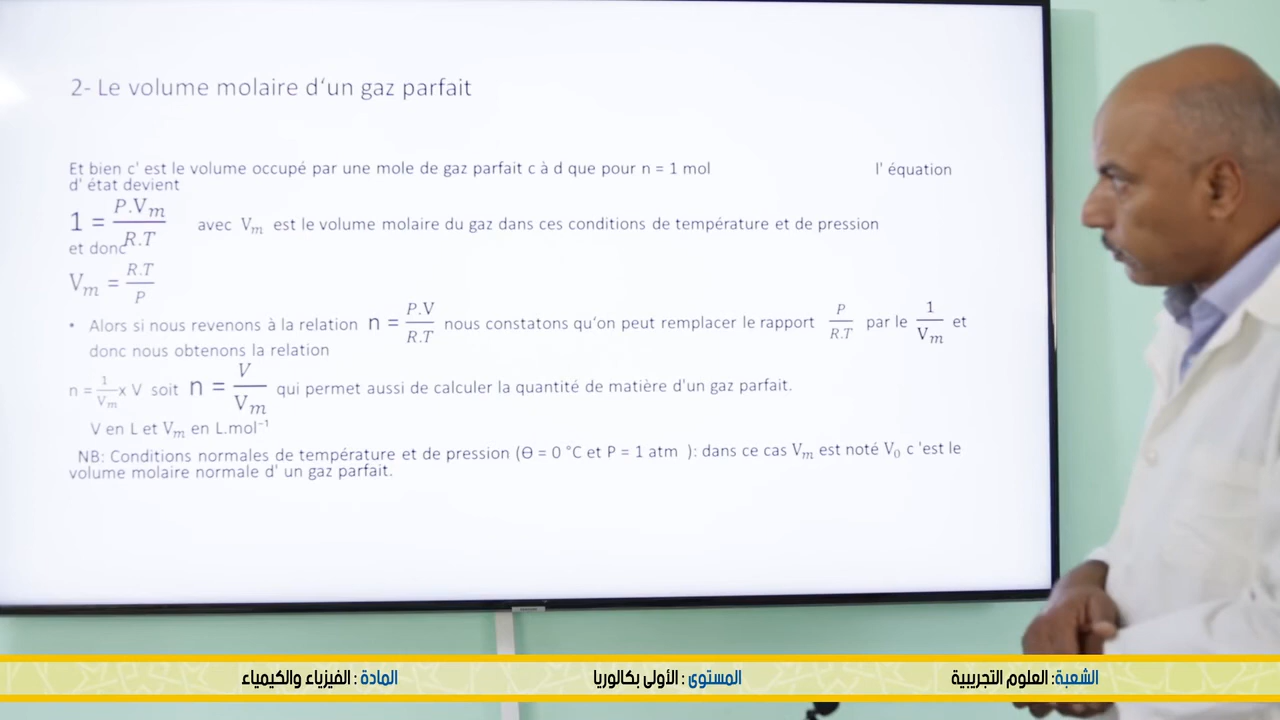 2- Le volume molaire d'un gaz parfait
Et bien c' est le volume occupé par une mole de gaz parfait c à d que pour n = 1 mol l' équation
d' état devient
1 = P.Vm / R.T avec Vm est le volume molaire du gaz dans ces conditions de température et de pression
et donc
Vm = R.T / P
• Alors si nous revenons à la relation n = P.V / R.T nous constatons qu'on peut remplacer le rapport P / R.T par le 1 / Vm et
donc nous obtenons la relation
n = 1 / Vm x V soit n = V / Vm qui permet aussi de calculer la quantité de matière d'un gaz parfait.
V en L et Vm en L.mol⁻¹
NB: Conditions normales de température et de pression (Θ = 0 °C et P = 1 atm ): dans ce cas Vm est noté V₀ c 'est le
volume molaire normale d' un gaz parfait.
الشعبة: العلوم التجريبية
المستوى : الأولى بكالوريا
المادة : الفيزياء والكيمياء